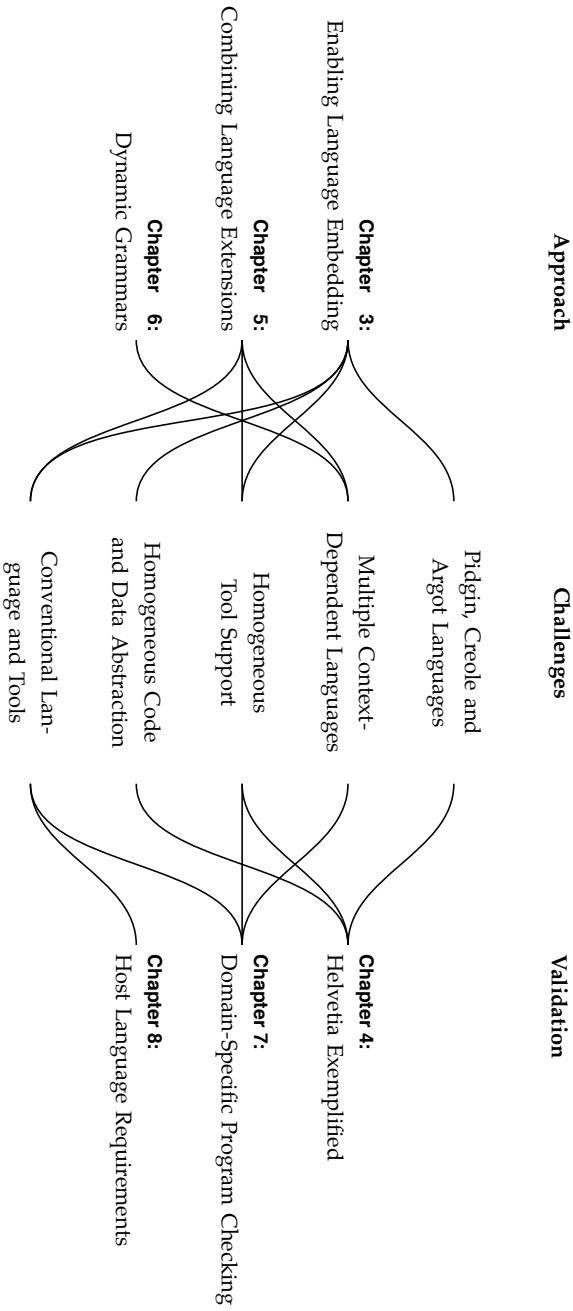 Approach
Challenges
Validation
Chapter 3:
Enabling Language Embedding
Chapter 5:
Combining Language Extensions
Chapter 6:
Dynamic Grammars
Pidgin, Creole and
Argot Languages
Multiple Context-
Dependent Languages
Homogeneous
Tool Support
Homogeneous Code
and Data Abstraction
Conventional Lan-
guage and Tools
Chapter 4:
Helvetia Exemplified
Chapter 7:
Domain-Specific Program Checking
Chapter 8:
Host Language Requirements